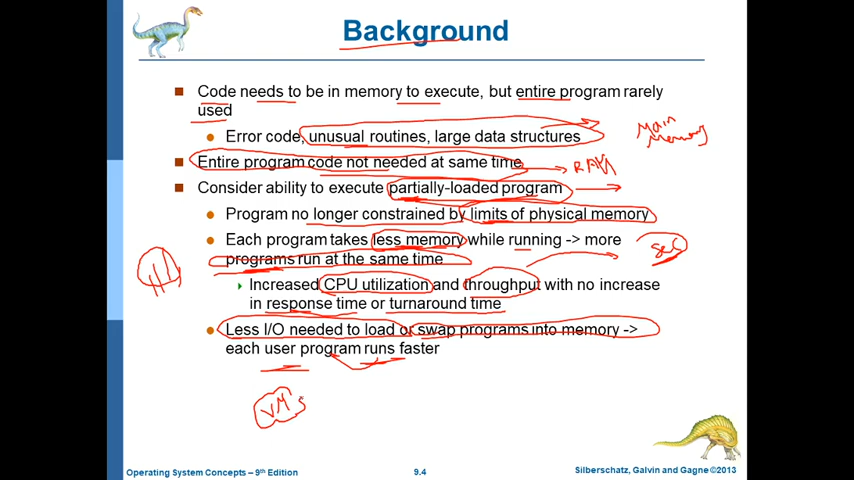 Background
Code needs to be in memory to execute, but entire program rarely
used
Error code, unusual routines, large data structures
Main
Memory
Entire program code not needed at same time
RAM
Consider ability to execute partially-loaded program
Program no longer constrained by limits of physical memory
Each program takes less memory while running -> more
programs run at the same time
sec
Increased CPU utilization and throughput with no increase
in response time or turnaround time
Less I/O needed to load or swap programs into memory ->
each user program runs faster
VM
Operating System Concepts – 9th Edition
9.4
Silberschatz, Galvin and Gagne ©2013